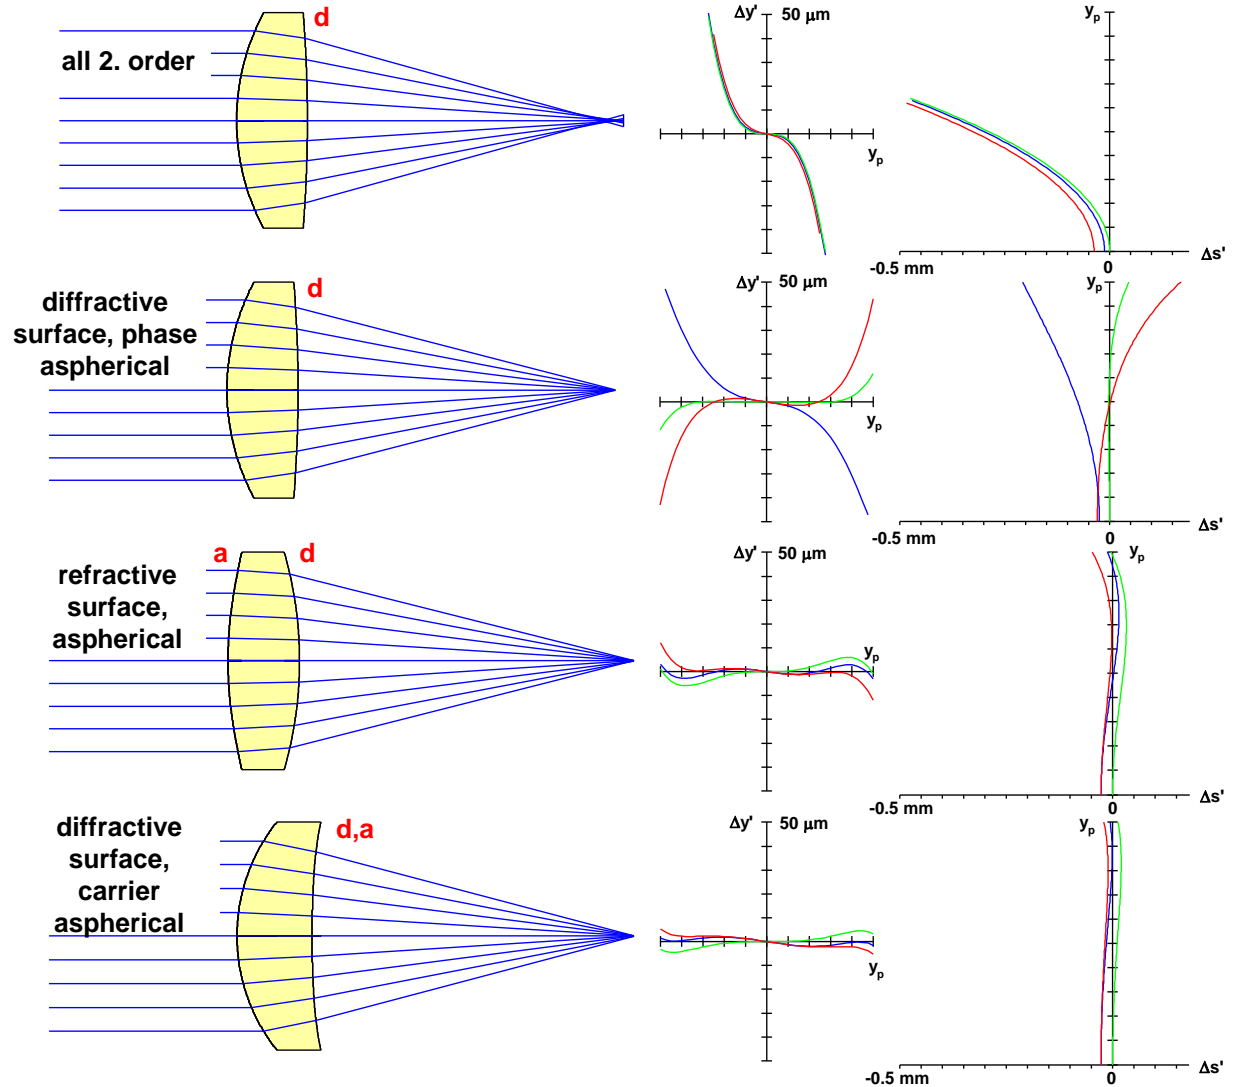 d
all 2. order
Δy'
50 μm
yp
yp
-0.5 mm
0
Δs'
diffractive
surface, phase
aspherical
d
Δy'
50 μm
yp
yp
-0.5 mm
0
Δs'
a
d
refractive
surface,
aspherical
Δy'
50 μm
yp
yp
-0.5 mm
0
Δs'
diffractive
surface,
carrier
aspherical
d,a
Δy'
50 μm
yp
yp
-0.5 mm
0
Δs'